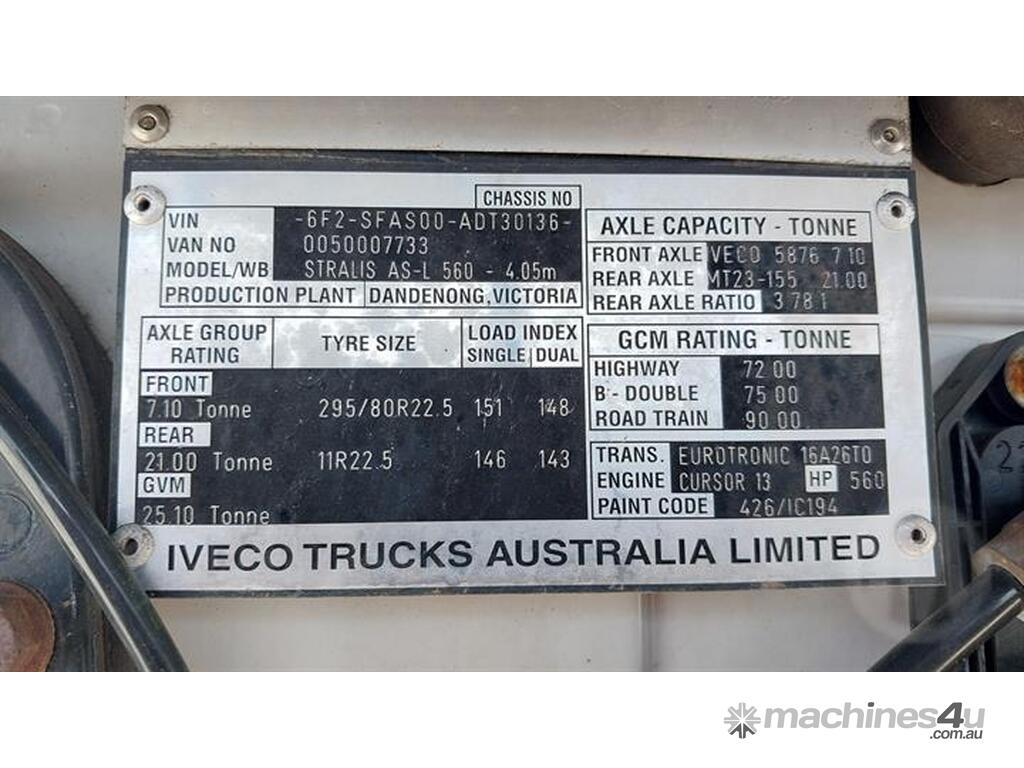 CHASSIS NO
VIN -6F2-SFAS00-ADT30136-
VAN NO 0050007733
MODEL/WB STRALIS AS-L 560 - 4.05m
PRODUCTION PLANT DANDENONG,VICTORIA
AXLE GROUP RATING TYRE SIZE LOAD INDEX
SINGLE DUAL
FRONT
7.10 Tonne 295/80R22.5 151 148
REAR
21.00 Tonne 11R22.5 146 143
GVM
25.10 Tonne
AXLE CAPACITY - TONNE
FRONT AXLE IVECO 5876 7 10
REAR AXLE MT23-155 21.00
REAR AXLE RATIO 3 78 1
GCM RATING - TONNE
HIGHWAY 72 00
B - DOUBLE 75 00
ROAD TRAIN 90 00
TRANS. EUROTRONIC 16A26TO
ENGINE CURSOR 13 HP 560
PAINT CODE 426/IC194
IVECO TRUCKS AUSTRALIA LIMITED
machines4u
.com.au